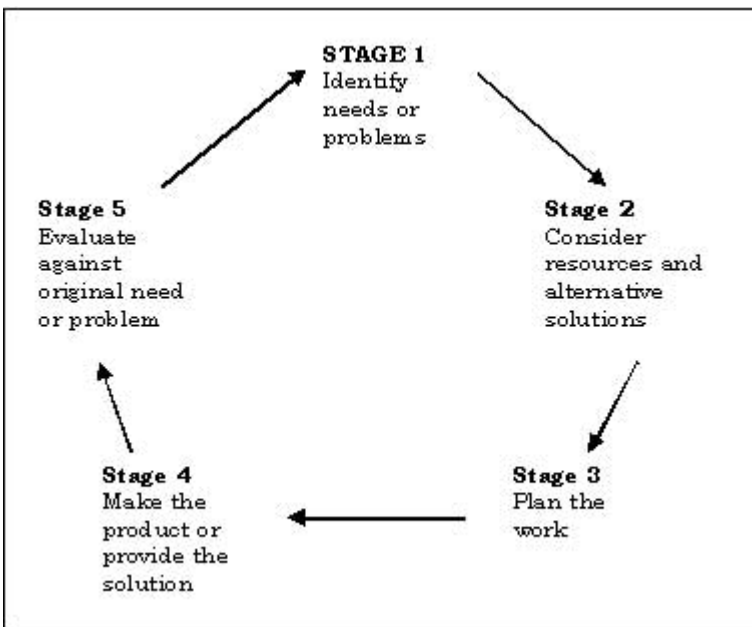 STAGE 1
Identify
needs or
problems
Stage 2
Consider
resources and
alternative
solutions
Stage 3
Plan the
work
Stage 4
Make the
product or
provide the
solution
Stage 5
Evaluate
against
original need
or problem